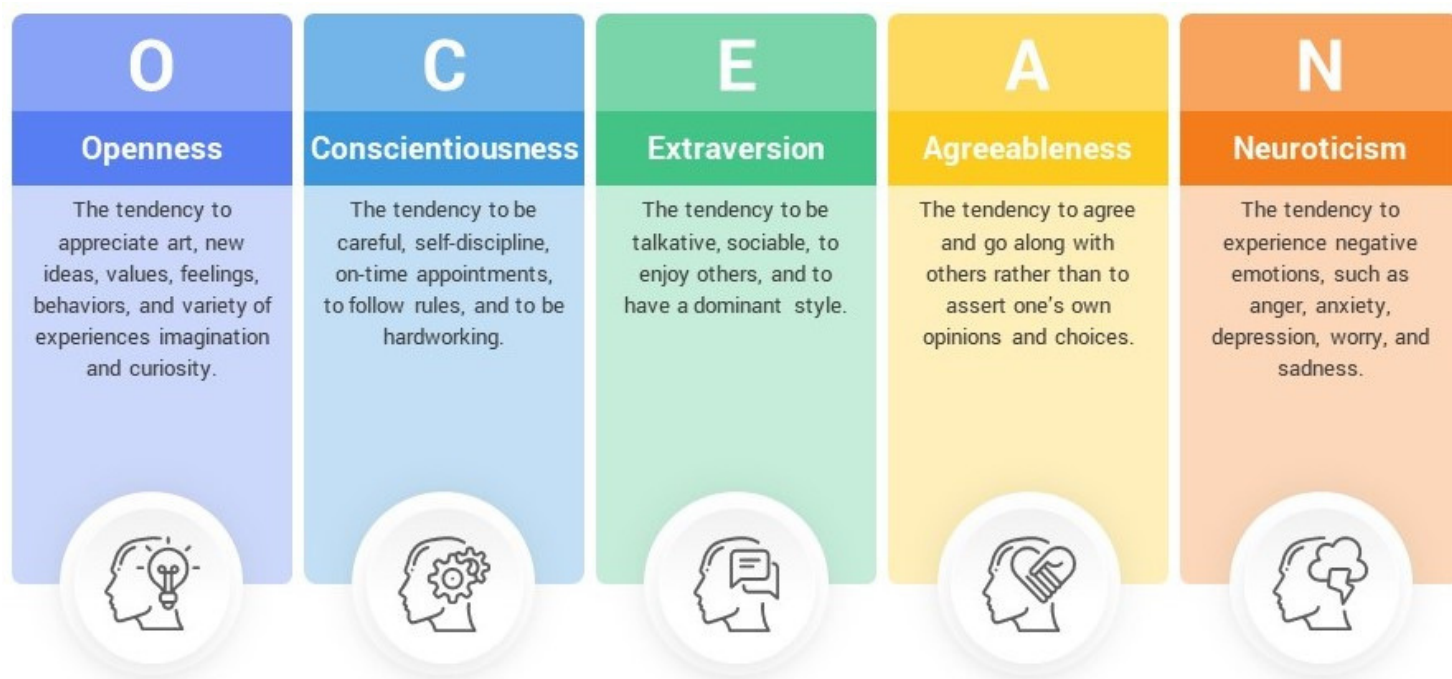 O
Openness
The tendency to
appreciate art, new
ideas, values, feelings,
behaviors, and variety of
experiences imagination
and curiosity.
C
Conscientiousness
The tendency to be
careful, self-discipline,
on-time appointments,
to follow rules, and to be
hardworking.
E
Extraversion
The tendency to be
talkative, sociable, to
enjoy others, and to
have a dominant style.
A
Agreeableness
The tendency to agree
and go along with
others rather than to
assert one's own
opinions and choices.
N
Neuroticism
The tendency to
experience negative
emotions, such as
anger, anxiety,
depression, worry, and
sadness.